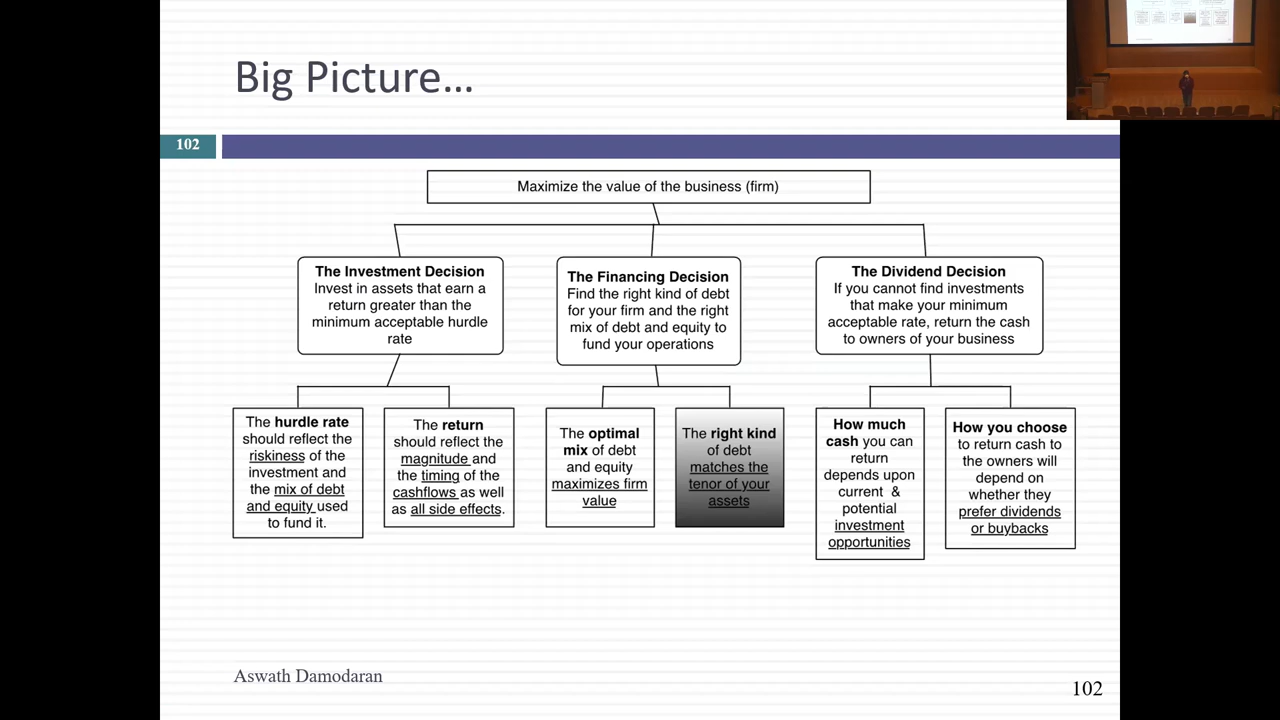 Big Picture...
102
Maximize the value of the business (firm)
The Investment Decision
Invest in assets that earn a
return greater than the
minimum acceptable hurdle
rate
The Financing Decision
Find the right kind of debt
for your firm and the right
mix of debt and equity to
fund your operations
The Dividend Decision
If you cannot find investments
that make your minimum
acceptable rate, return the cash
to owners of your business
The hurdle rate
should reflect the
riskiness of the
investment and
the mix of debt
and equity used
to fund it.
The return
should reflect the
magnitude and
the timing of the
cashflows as well
as all side effects.
The optimal
mix of debt
and equity
maximizes firm
value
The right kind
of debt
matches the
tenor of your
assets
How much
cash you can
return
depends upon
current &
potential
investment
opportunities
How you choose
to return cash to
the owners will
depend on
whether they
prefer dividends
or buybacks
Aswath Damodaran
102